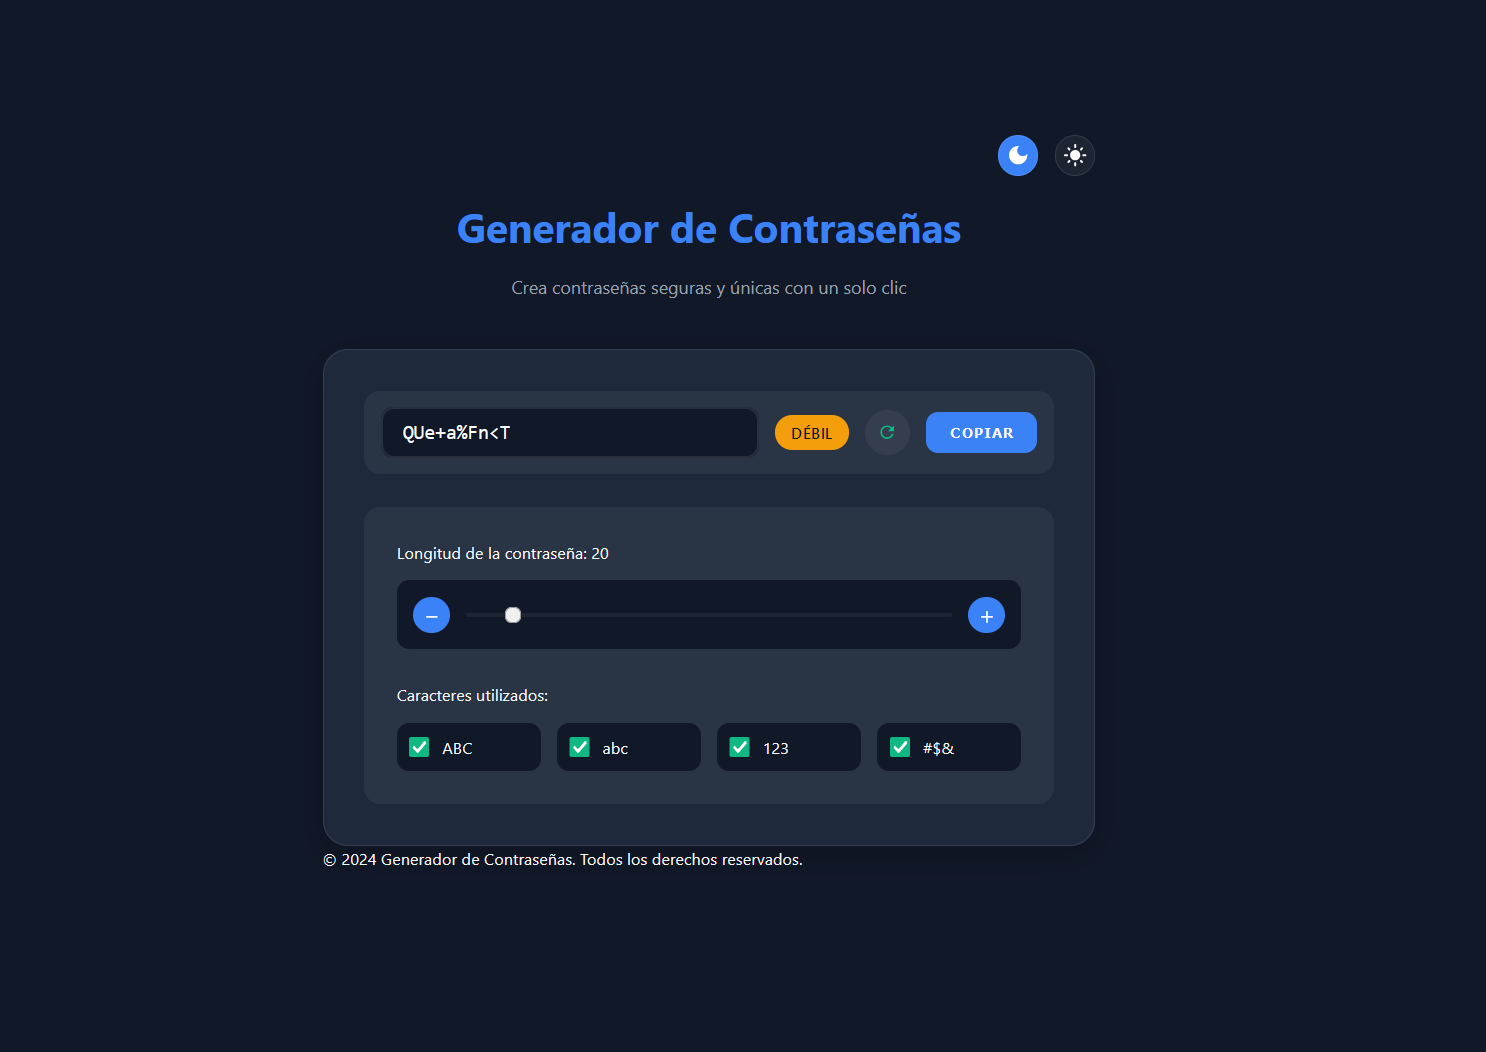 Generador de Contraseñas
Crea contraseñas seguras y únicas con un solo clic
QUe+a%Fn<T
DÉBIL
COPIAR
Longitud de la contraseña: 20
−
+
Caracteres utilizados:
ABC
abc
123
#$&
© 2024 Generador de Contraseñas. Todos los derechos reservados.